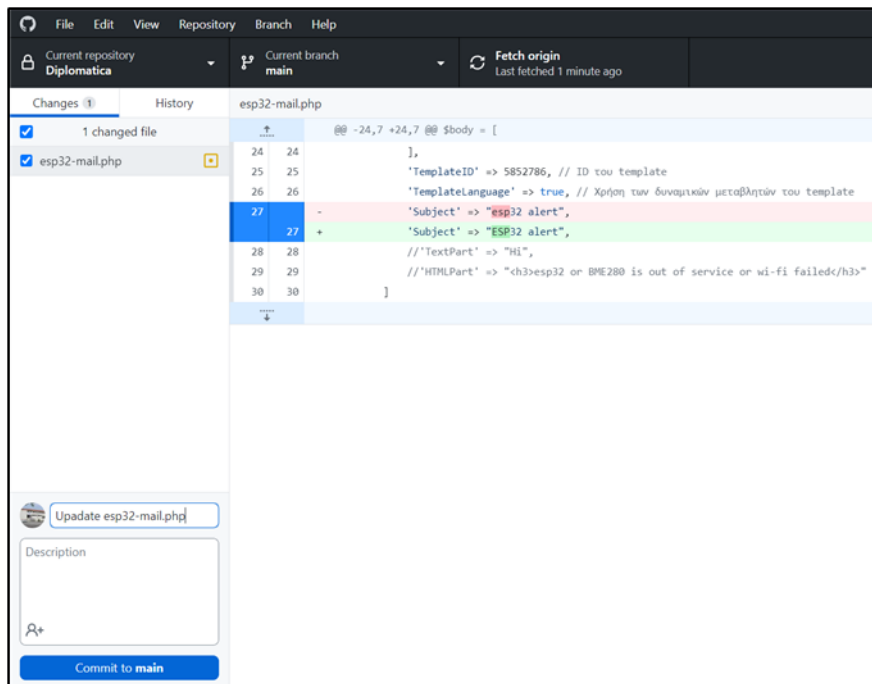 File Edit View Repository Branch Help
Current repository
Diplomatica
Current branch
main
Fetch origin
Last fetched 1 minute ago
Changes 1 History
1 changed file
esp32-mail.php
esp32-mail.php
@@ -24,7 +24,7 @@ $body = [
24 24 ],
25 25 'TemplateID' => 5852786, // ID του template
26 26 'TemplateLanguage' => true, // Χρήση των δυναμικών μεταβλητών του template
27 - 'Subject' => "esp32 alert",
27 + 'Subject' => "ESP32 alert",
28 28 //'TextPart' => "Hi",
29 29 //'HTMLPart' => "<h3>esp32 or BME280 is out of service or wi-fi failed</h3>"
30 30 ]
Upadate esp32-mail.php
Description
Commit to main